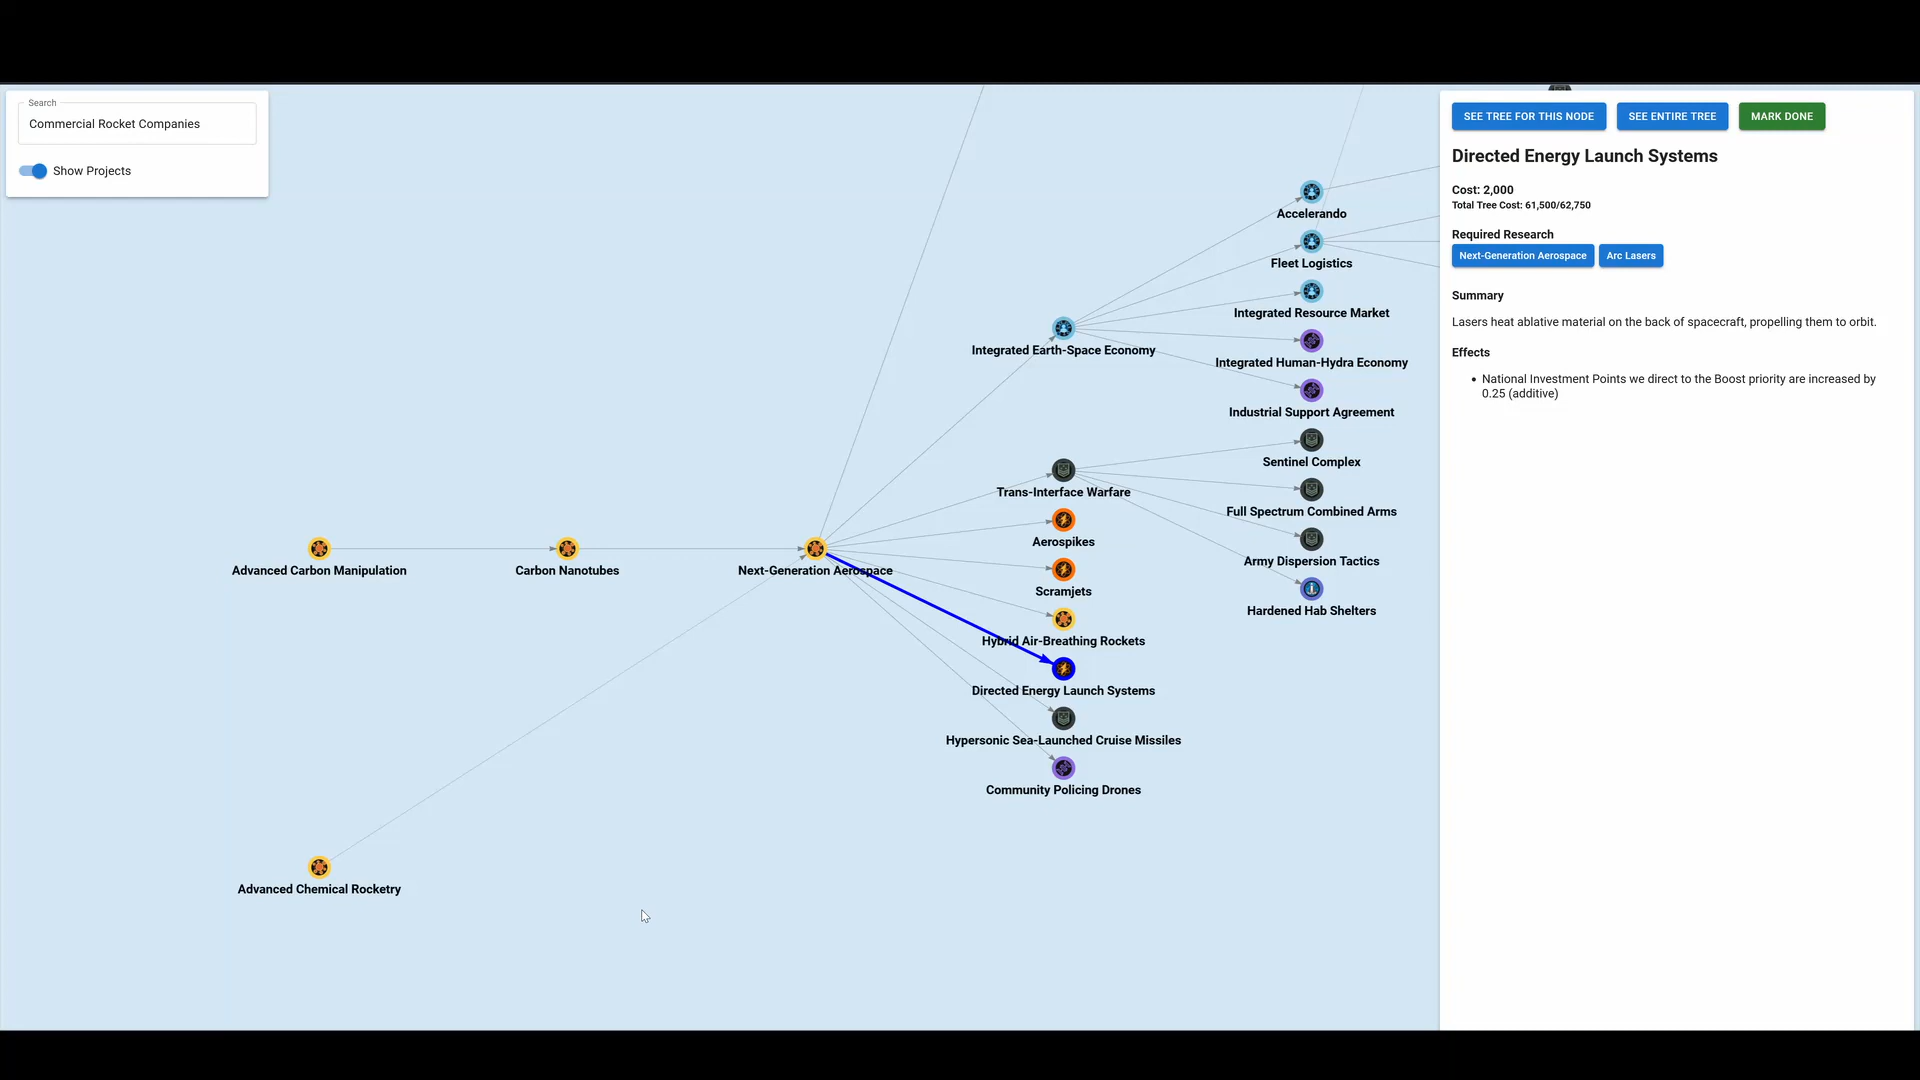 Search
Commercial Rocket Companies
Show Projects
Accelerando
Fleet Logistics
Integrated Resource Market
Integrated Earth-Space Economy
Integrated Human-Hydra Economy
Industrial Support Agreement
Sentinel Complex
Trans-Interface Warfare
Full Spectrum Combined Arms
Aerospikes
Army Dispersion Tactics
Advanced Carbon Manipulation
Carbon Nanotubes
Next-Generation Aerospace
Scramjets
Hardened Hab Shelters
Hybrid Air-Breathing Rockets
Directed Energy Launch Systems
Hypersonic Sea-Launched Cruise Missiles
Community Policing Drones
Advanced Chemical Rocketry
SEE TREE FOR THIS NODE
SEE ENTIRE TREE
MARK DONE
Directed Energy Launch Systems
Cost: 2,000
Total Tree Cost: 61,500/62,750
Required Research
Next-Generation Aerospace
Arc Lasers
Summary
Lasers heat ablative material on the back of spacecraft, propelling them to orbit.
Effects
• National Investment Points we direct to the Boost priority are increased by
0.25 (additive)